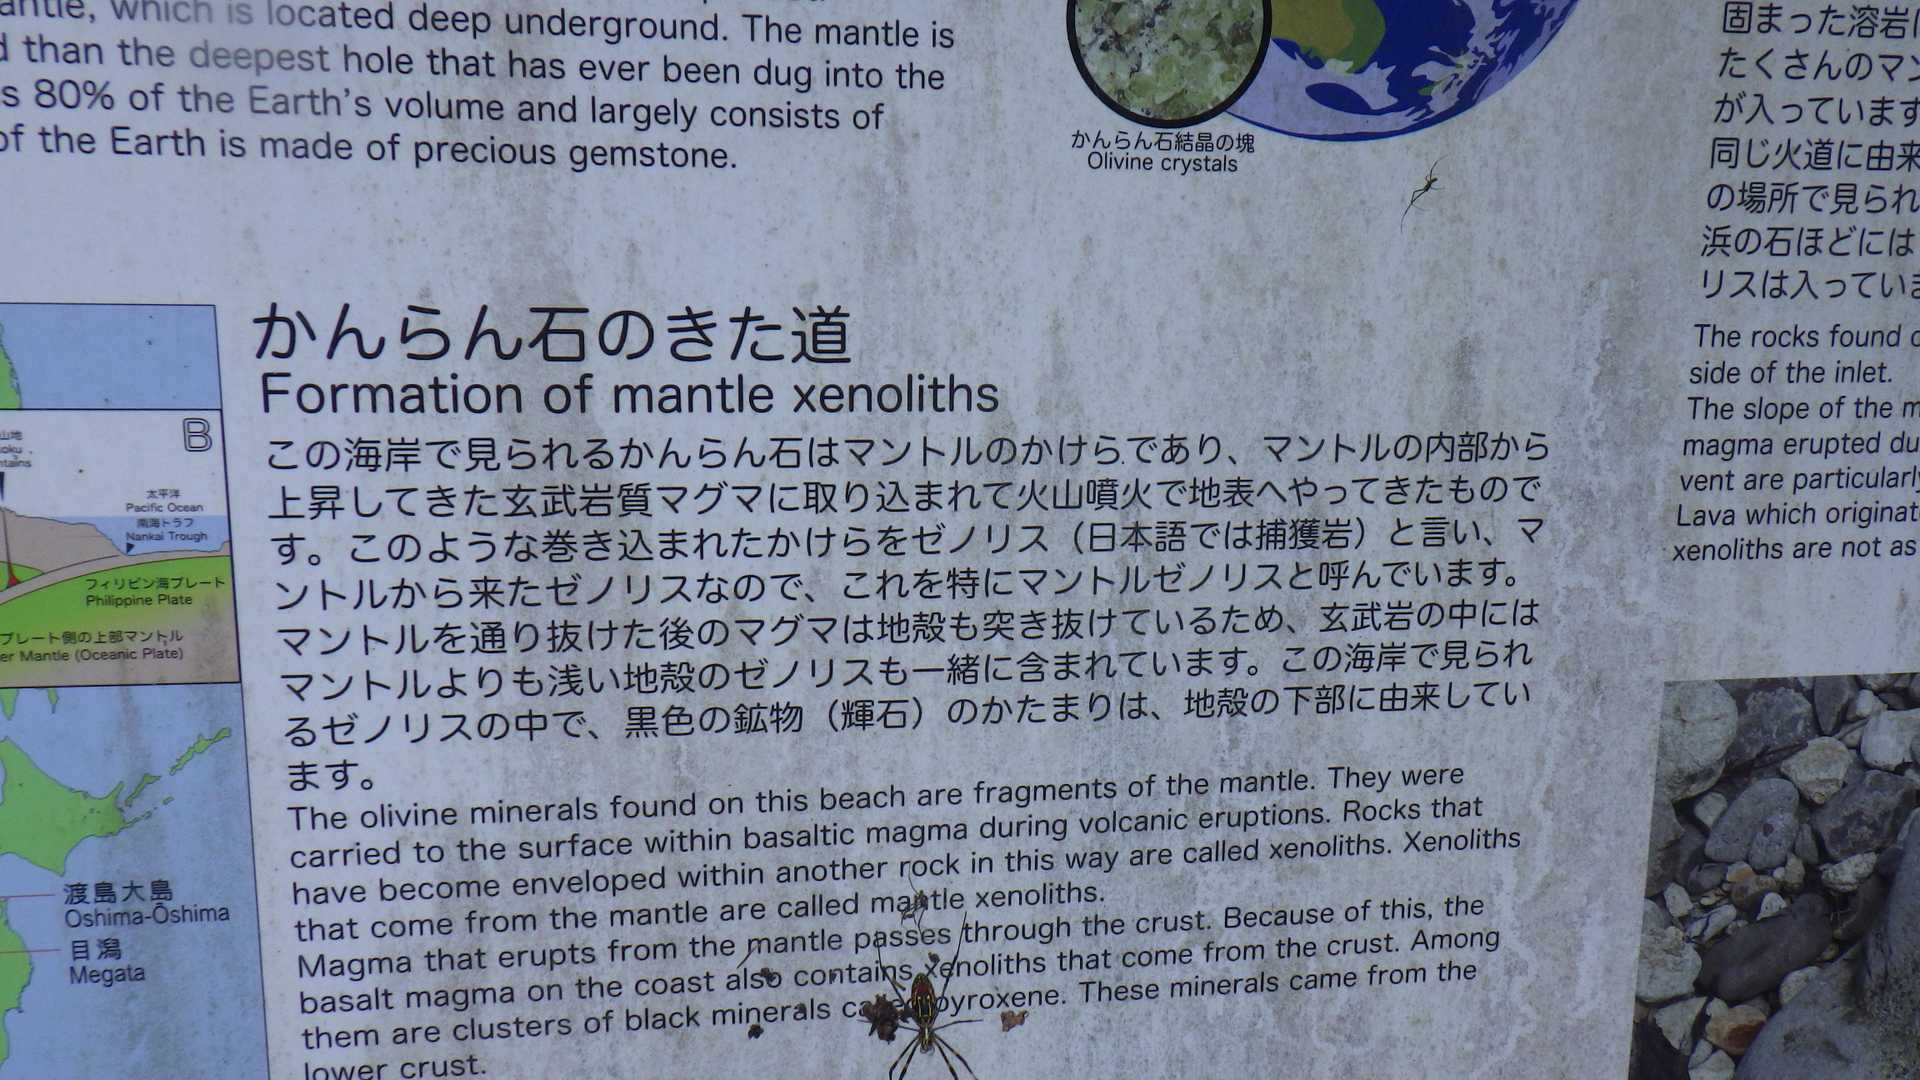 which is located deep underground. The mantle is
than the deepest hole that has ever been dug into the
80% of the Earth's volume and largely consists of
of the Earth is made of precious gemstone.
かんらん石結晶の塊
Olivine crystals
かんらん石のきた道
Formation of mantle xenoliths
この海岸で見られるかんらん石はマントルのかけらであり、マントルの内部から
上昇してきた玄武岩質マグマに取り込まれて火山噴火で地表へやってきたもので
す。このような巻き込まれたかけらをゼノリス（日本語では捕獲岩）と言い、マ
ントルから来たゼノリスなので、これを特にマントルゼノリスと呼んでいます。
マントルを通り抜けた後のマグマは地殻も突き抜けているため、玄武岩の中には
マントルよりも浅い地殻のゼノリスも一緒に含まれています。この海岸で見られ
るゼノリスの中で、黒色の鉱物（輝石）のかたまりは、地殻の下部に由来してい
ます。
The olivine minerals found on this beach are fragments of the mantle. They were
carried to the surface within basaltic magma during volcanic eruptions. Rocks that
have become enveloped within another rock in this way are called xenoliths. Xenoliths
that come from the mantle are called mantle xenoliths.
Magma that erupts from the mantle passes through the crust. Because of this, the
basalt magma on the coast also contains xenoliths that come from the crust. Among
them are clusters of black minerals called pyroxene. These minerals came from the
lower crust.
B
山地
太平洋
Pacific Ocean
南海トラフ
Nankai Trough
フィリピン海プレート
Philippine Plate
プレート側の上部マントル
Mantle (Oceanic Plate)
渡島大島
Oshima-Ōshima
目潟
Megata
固まった溶岩
たくさんのマン
が入っています
同じ火道に由来
の場所で見られ
浜の石ほどには
リスは入っていま
The rocks found
side of the inlet.
The slope of the
magma erupted
vent are particularly
Lava which
xenoliths are not as